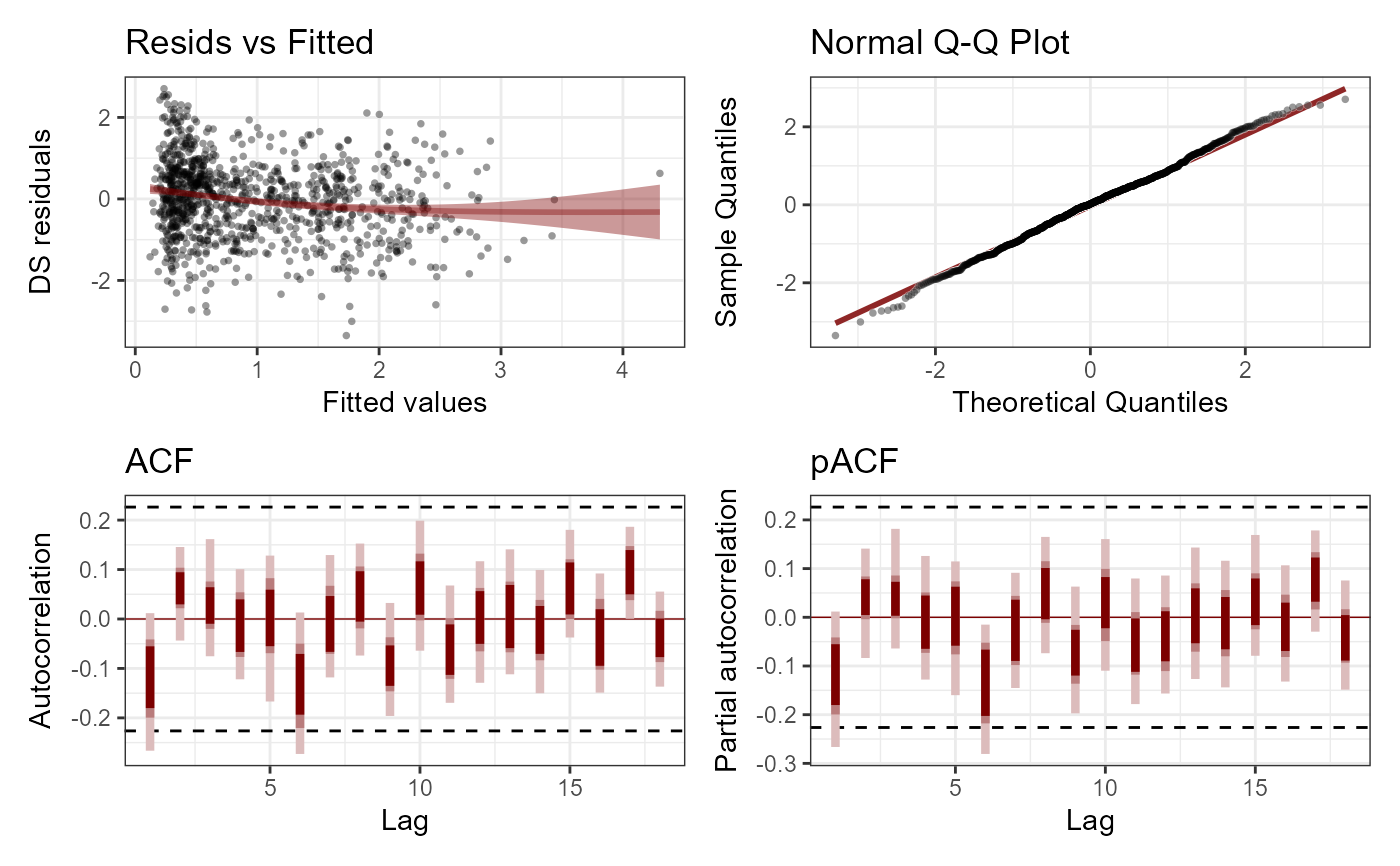 Resids vs Fitted
DS residuals
2
0
-2
0 1 2 3 4
Fitted values
Normal Q-Q Plot
Sample Quantiles
2
0
-2
-2 0 2
Theoretical Quantiles
ACF
Autocorrelation
0.2
0.1
0.0
-0.1
-0.2
5 10 15
Lag
pACF
Partial autocorrelation
0.2
0.1
0.0
-0.1
-0.2
-0.3
5 10 15
Lag